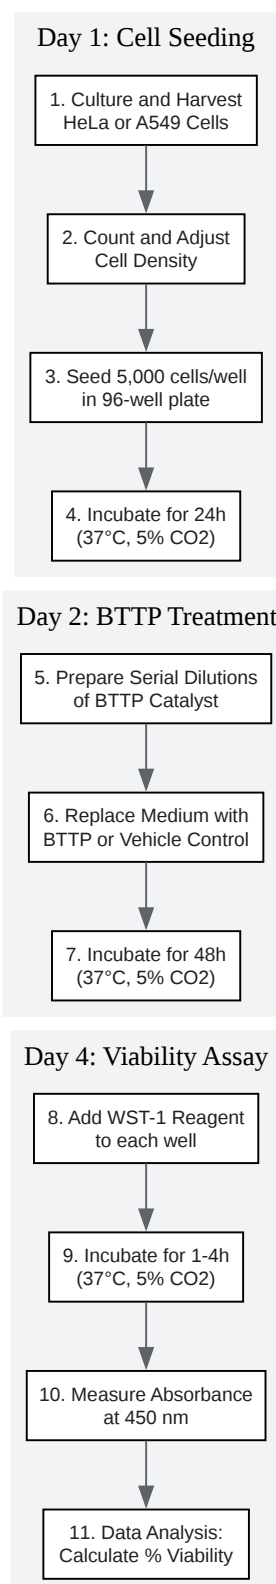 Day 1: Cell Seeding
1. Culture and Harvest
HeLa or A549 Cells
2. Count and Adjust
Cell Density
3. Seed 5,000 cells/well
in 96-well plate
4. Incubate for 24h
(37°C, 5% CO2)
Day 2: BTTP Treatment
5. Prepare Serial Dilutions
of BTTP Catalyst
6. Replace Medium with
BTTP or Vehicle Control
7. Incubate for 48h
(37°C, 5% CO2)
Day 4: Viability Assay
8. Add WST-1 Reagent
to each well
9. Incubate for 1-4h
(37°C, 5% CO2)
10. Measure Absorbance
at 450 nm
11. Data Analysis:
Calculate % Viability